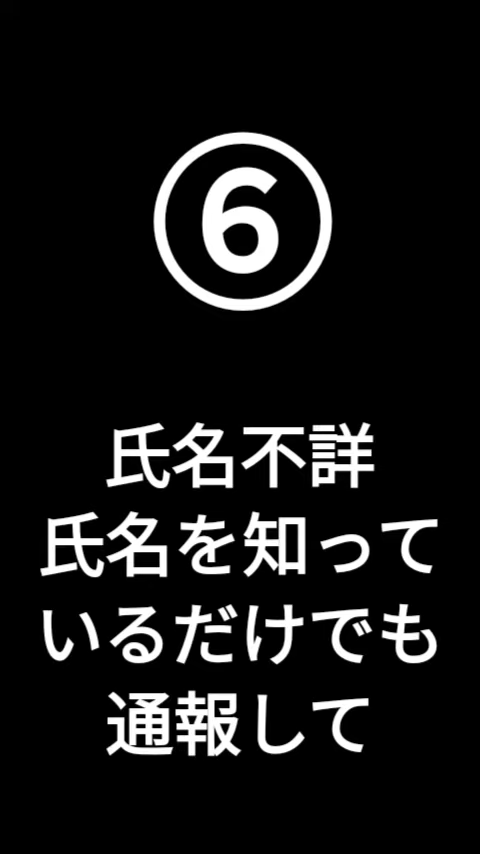 ⑥
氏名不詳
氏名を知って
いるだけでも
通報して